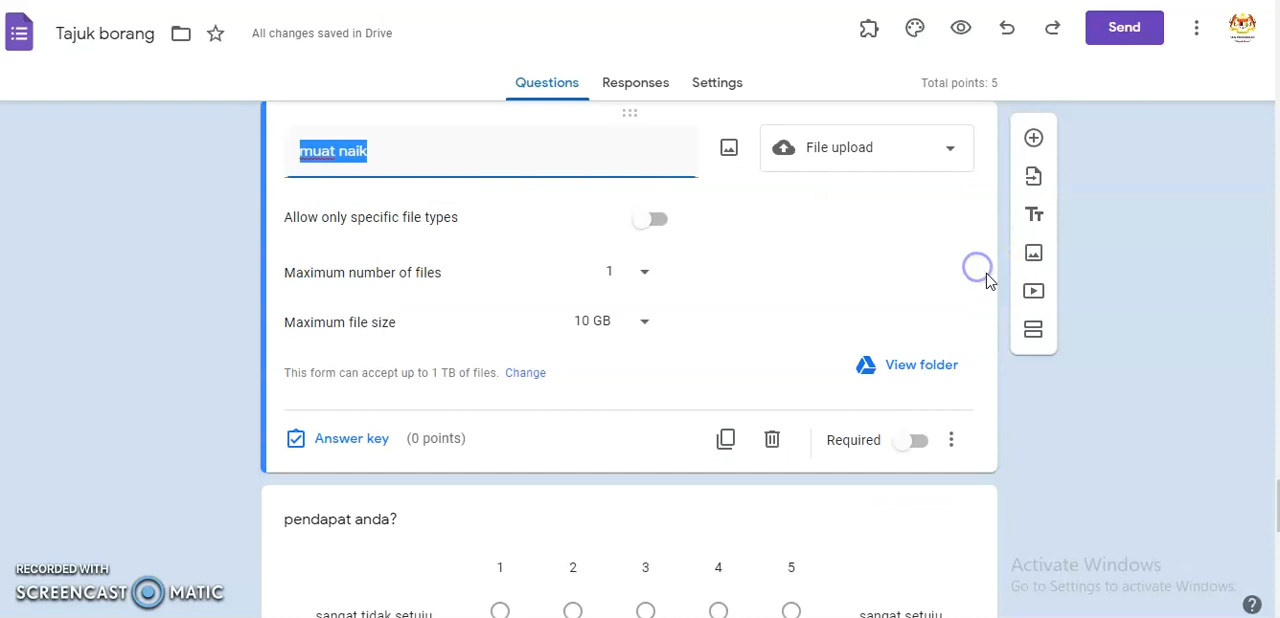 Tajuk borang
All changes saved in Drive
Send
Questions Responses Settings Total points: 5
muat naik File upload
Allow only specific file types
Maximum number of files 1
Maximum file size 10 GB
This form can accept up to 1 TB of files. Change View folder
Answer key (0 points) Required
pendapat anda?
1 2 3 4 5
sangat tidak setuju sangat setuju
RECORDED WITH
SCREENCAST MATIC
Activate Windows
Go to Settings to activate Windows.